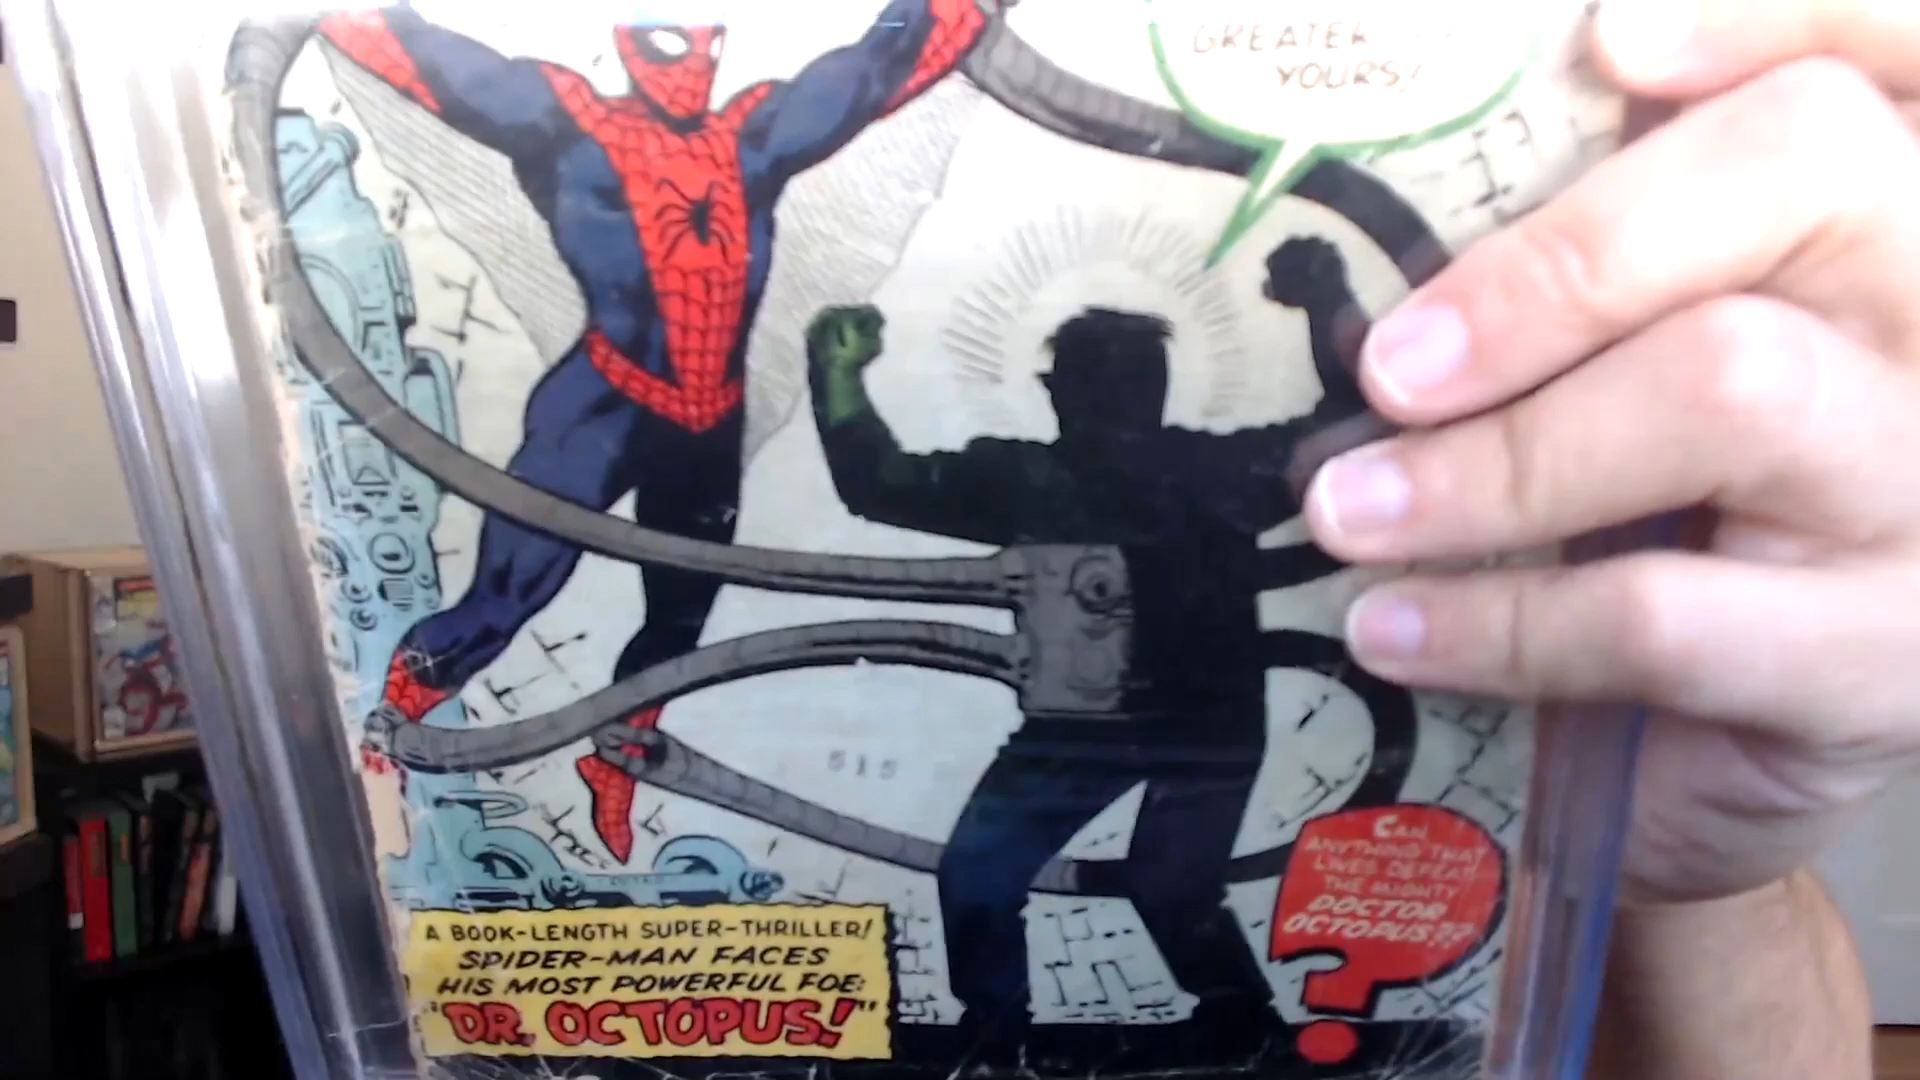 GREATER
YOURS!
515
CAN
ANYTHING THAT
LIVES DEFEAT
THE MIGHTY
DOCTOR
OCTOPUS??
?
A BOOK-LENGTH SUPER-THRILLER!
SPIDER-MAN FACES
HIS MOST POWERFUL FOE:
"DR. OCTOPUS!"